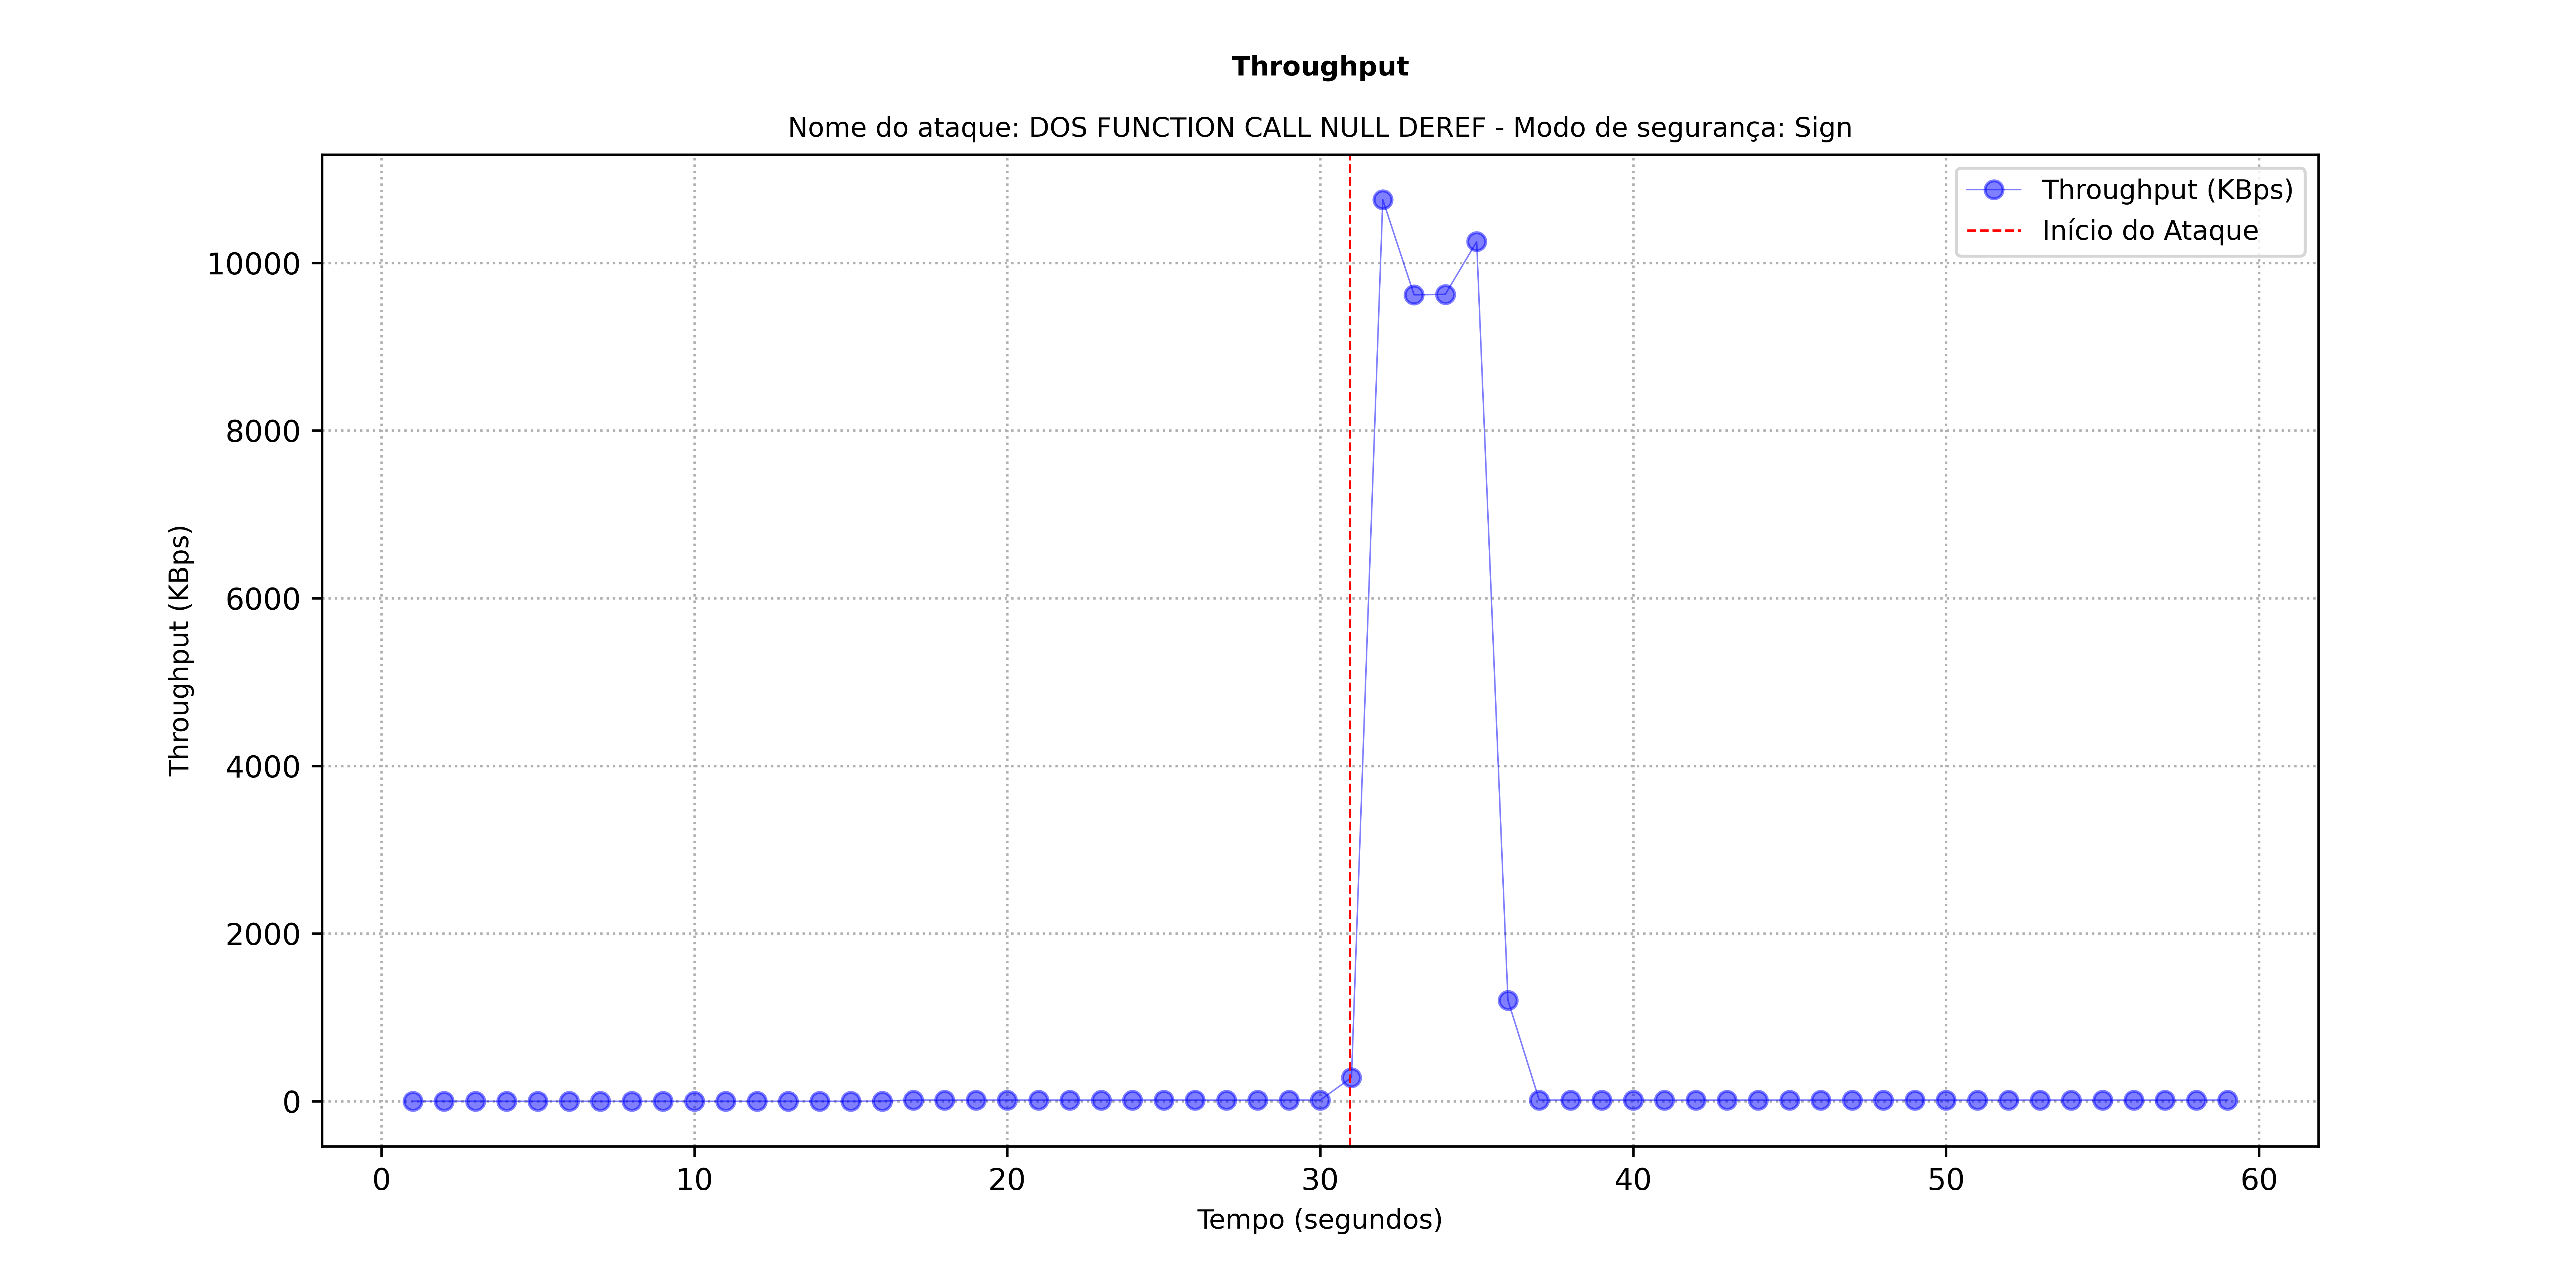 Throughput
Nome do ataque: DOS FUNCTION CALL NULL DEREF - Modo de segurança: Sign
Throughput (KBps)
Início do Ataque
Throughput (KBps)
10000
8000
6000
4000
2000
0
0 10 20 30 40 50 60
Tempo (segundos)